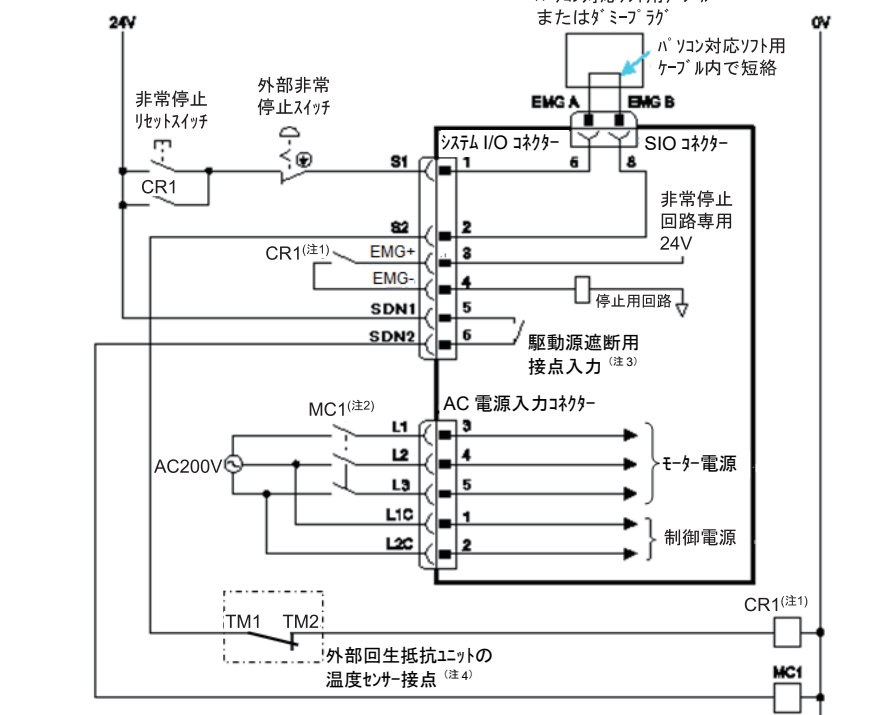 またはﾀﾞﾐｰﾌﾟﾗｸﾞ
24V
0V
ﾊﾟｿｺﾝ対応ｿﾌﾄ用
ｹｰﾌﾞﾙ内で短絡
外部非常
停止ｽｲｯﾁ
非常停止
ﾘｾｯﾄｽｲｯﾁ
EMG A
EMG B
システム I/O ｺﾈｸﾀｰ
SIO ｺﾈｸﾀｰ
S1
1
6
8
CR1
非常停止
回路専用
24V
S2
2
CR1(注1)
EMG+
3
EMG-
4
停止用回路
SDN1
5
SDN2
6
駆動源遮断用
接点入力(注3)
AC 電源入力ｺﾈｸﾀｰ
MC1(注2)
L1
3
AC200V
L2
4
ﾓｰﾀｰ電源
L3
5
L1C
1
制御電源
L2C
2
CR1(注1)
TM1
TM2
外部回生抵抗ﾕﾆｯﾄの
温度ｾﾝｻｰ接点(注4)
MC1